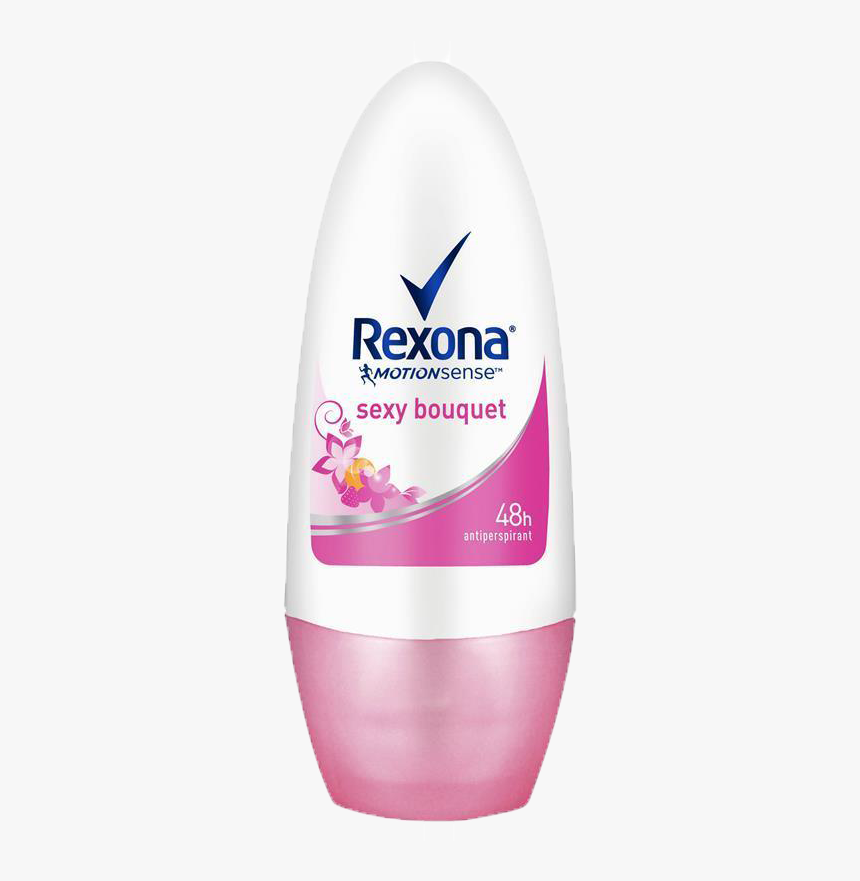 Rexona®
MOTIONsense™
sexy bouquet
48h
antiperspirant